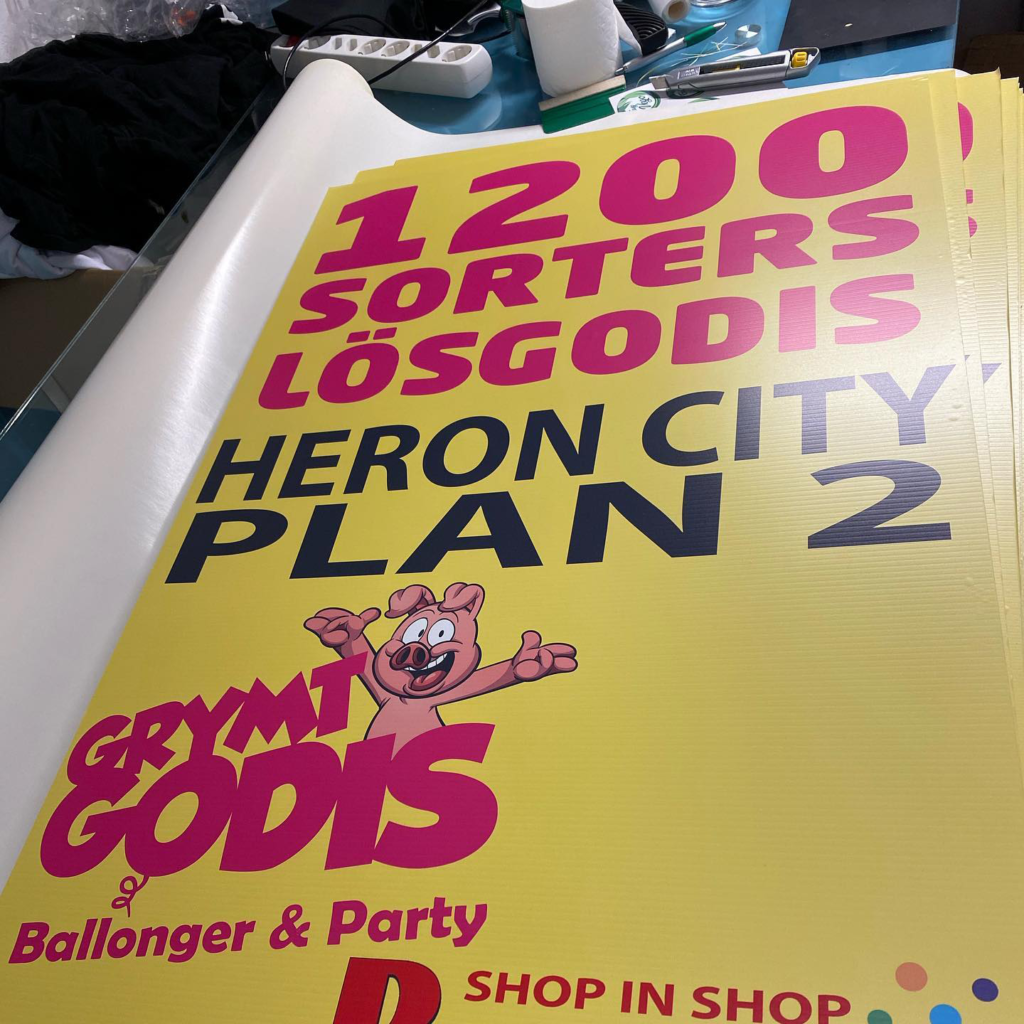 1200
SORTERS
LÖSGODIS
HERON CITY
PLAN 2
GRYMT
GODIS
Ballonger & Party
SHOP IN SHOP